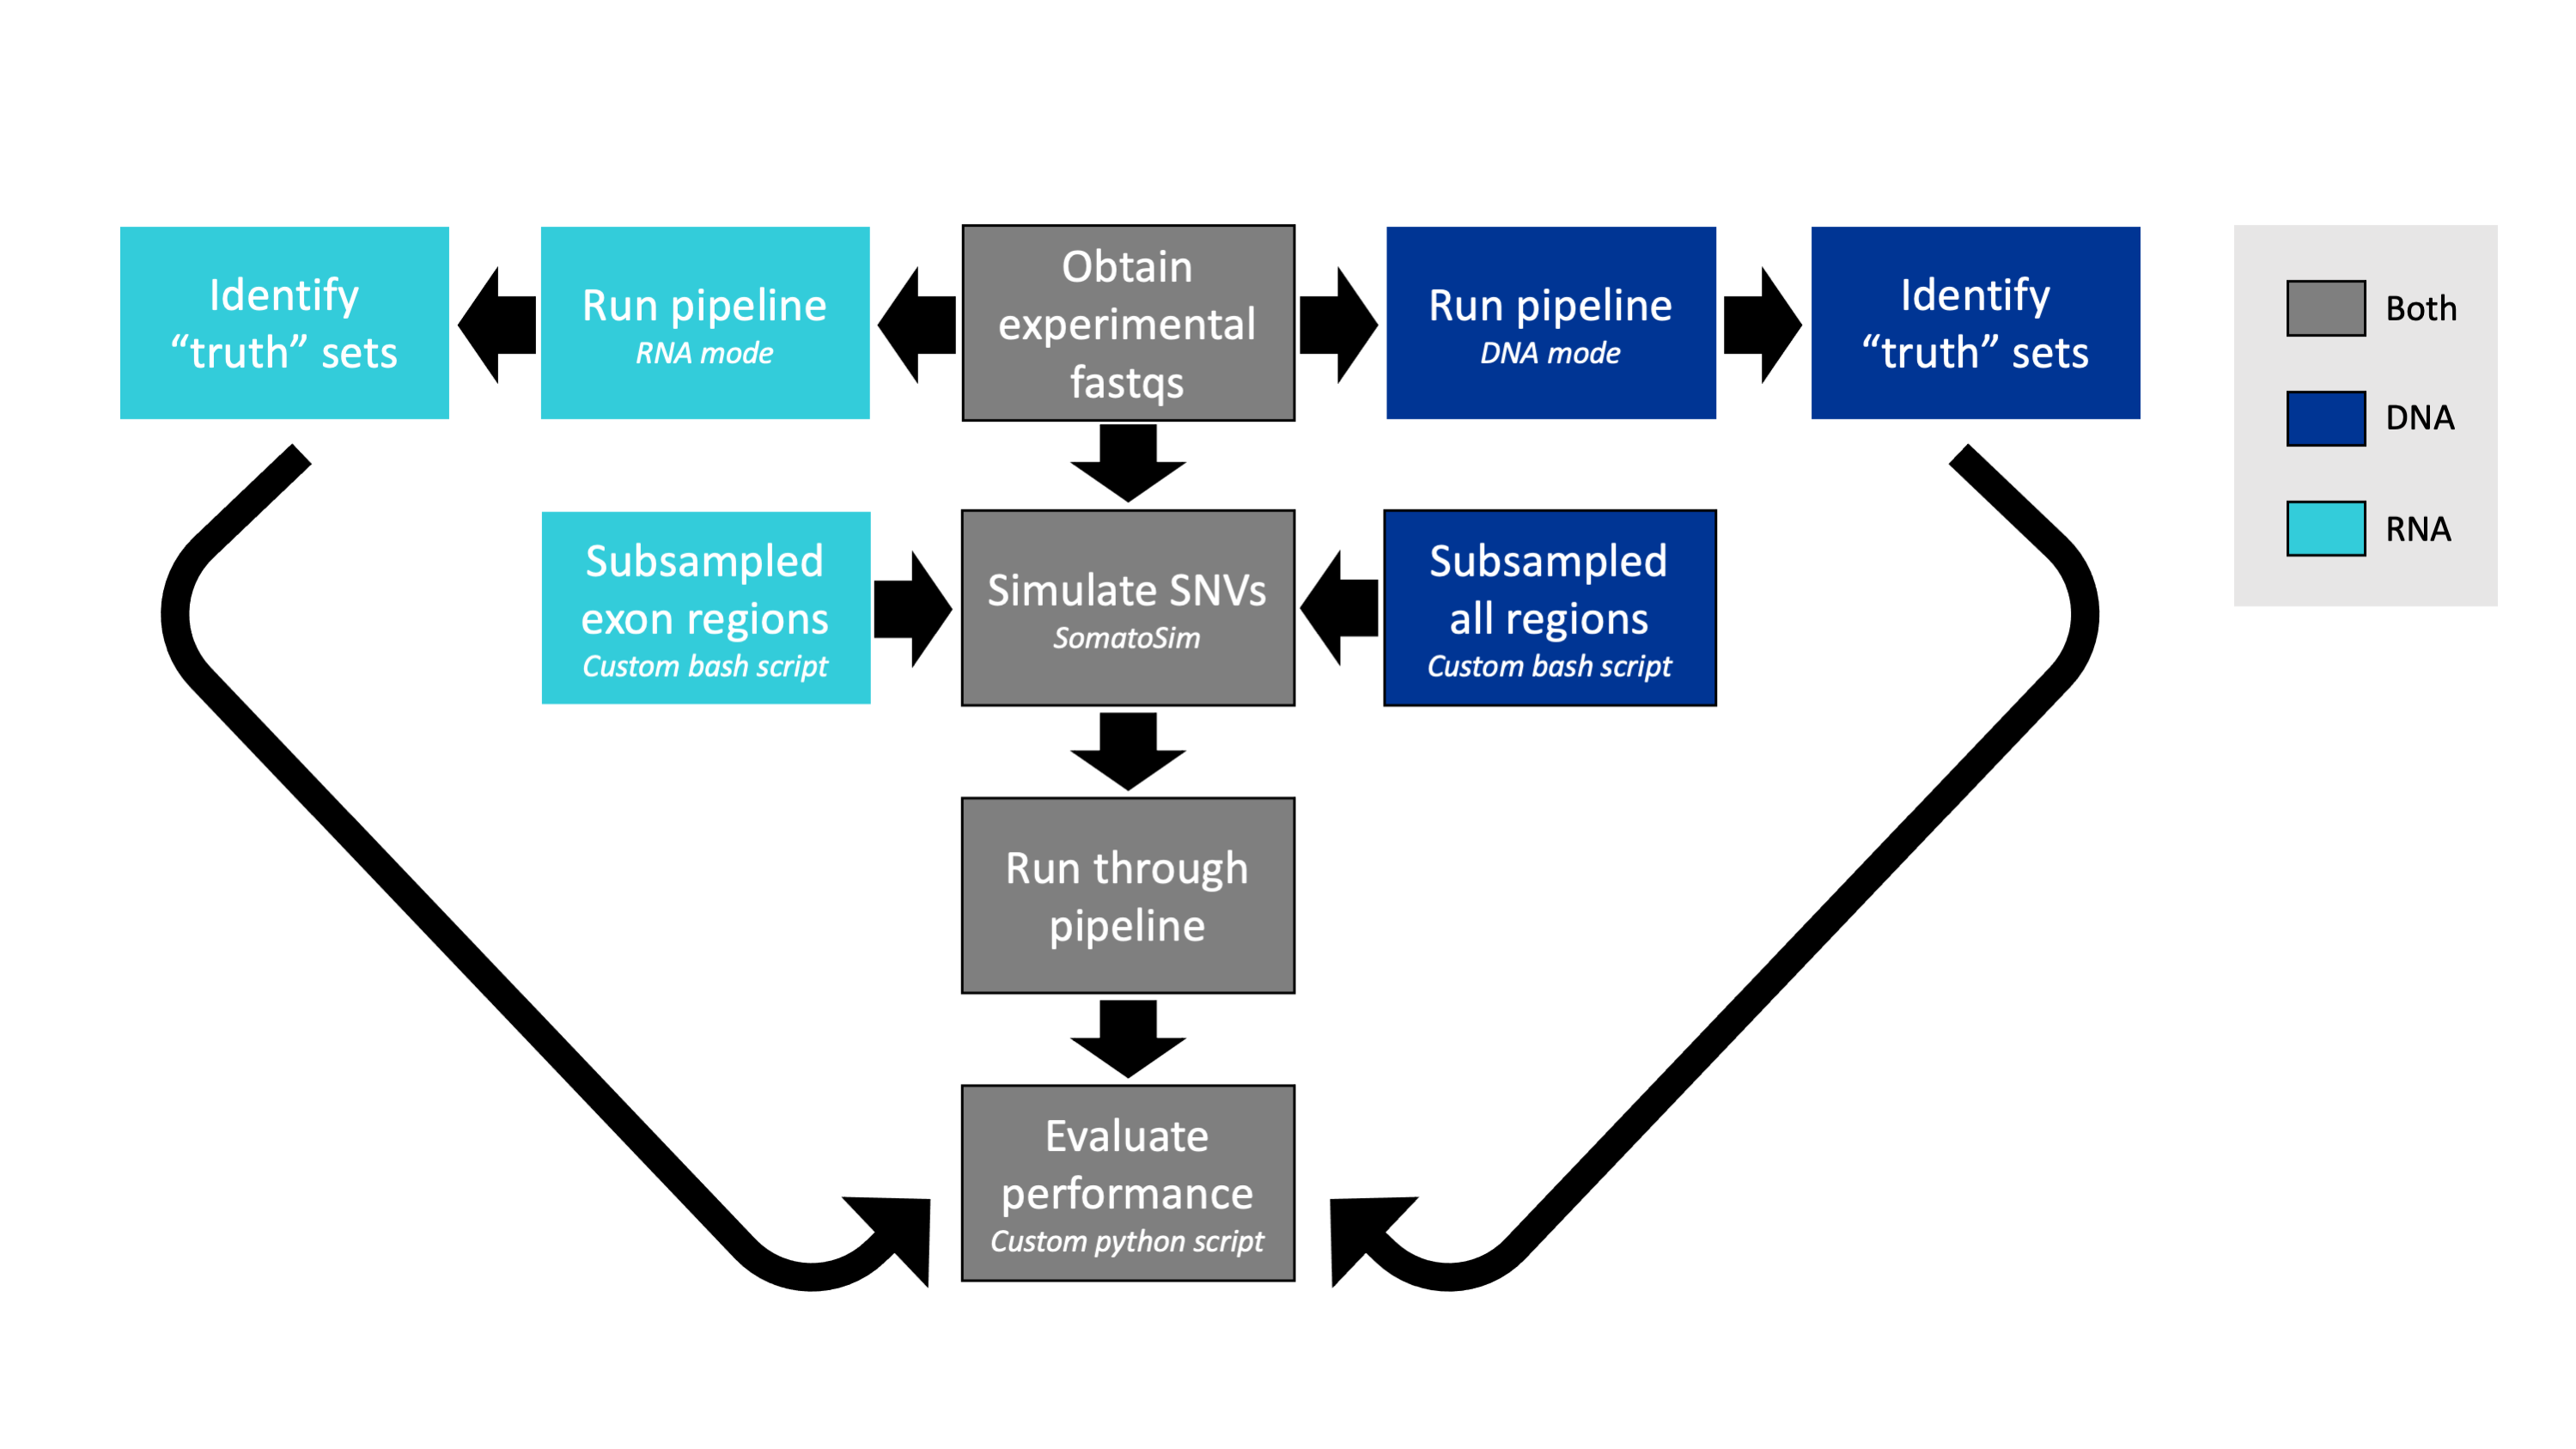 Identify
“truth” sets
Run pipeline
RNA mode
Obtain
experimental
fastqs
Run pipeline
DNA mode
Identify
“truth” sets
Both
DNA
RNA
Subsampled
exon regions
Custom bash script
Simulate SNVs
SomatoSim
Subsampled
all regions
Custom bash script
Run through
pipeline
Evaluate
performance
Custom python script